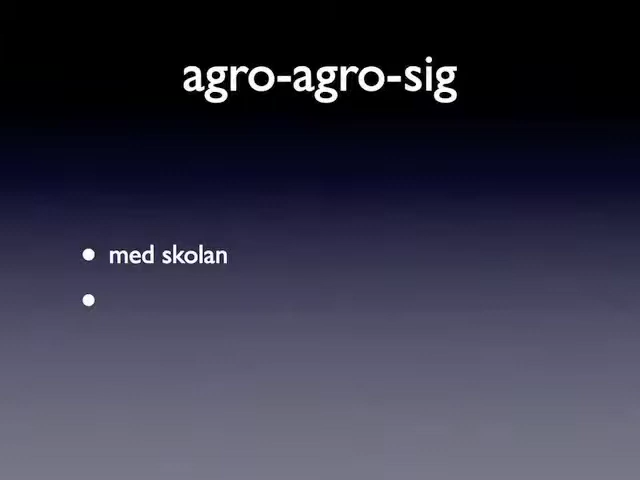 agro-agro-sig
• med skolan
•